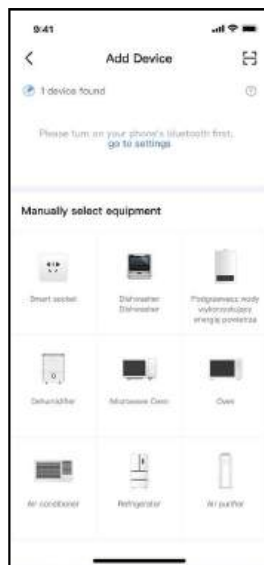 9:41
Add Device
1 device found
Please turn on your phone's bluetooth first,
go to settings
Manually select equipment
Smart socket
Dishwasher
Dishwasher
Podgrzewacz wody
wykorzystujący
energię powietrza
Dehumidifier
Microwave Oven
Oven
Air conditioner
Refrigerator
Air purifier